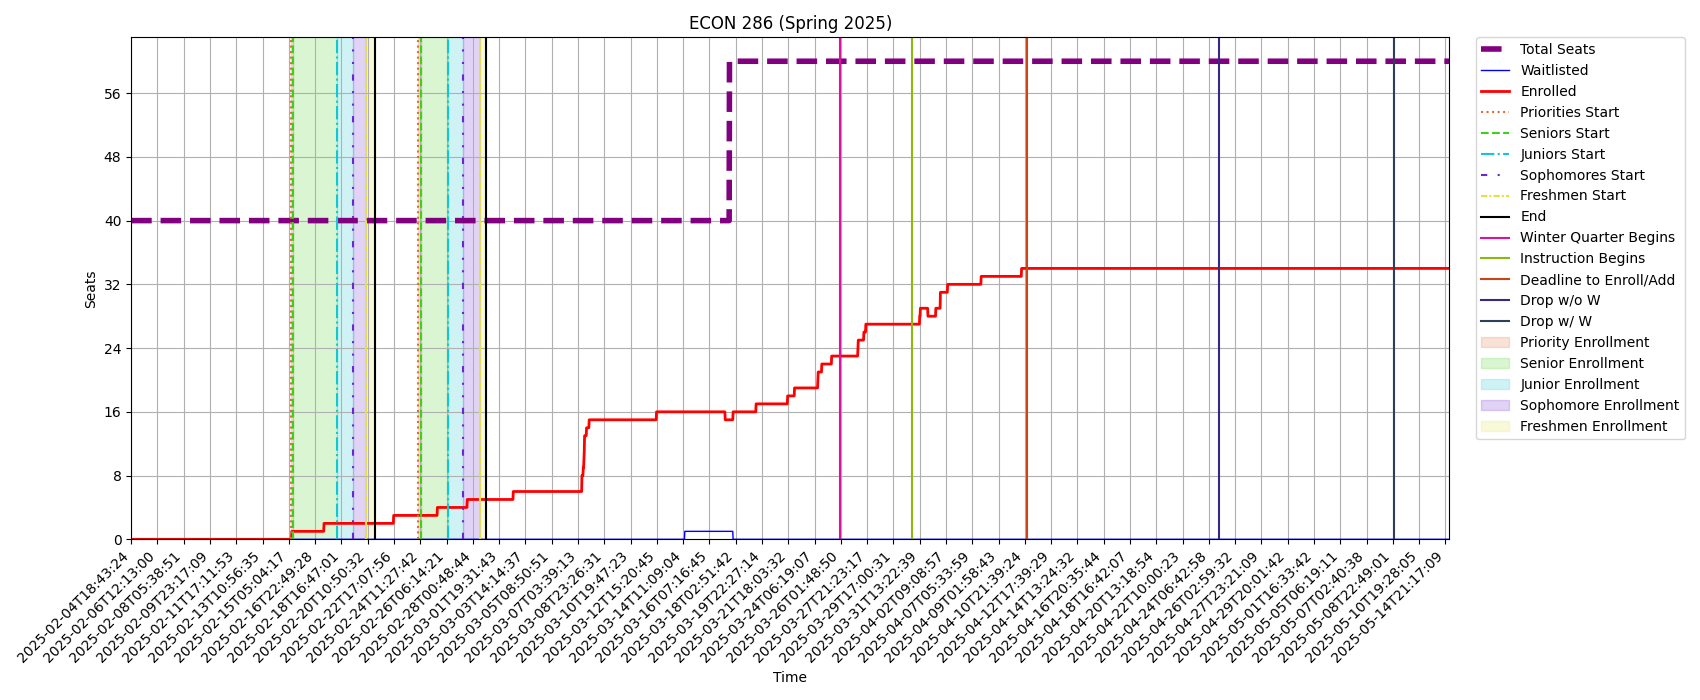 ECON 286 (Spring 2025)
Seats
56
48
40
32
24
16
8
0
2025-02-04T18:43:24
2025-02-06T12:13:00
2025-02-08T05:38:51
2025-02-09T23:17:09
2025-02-11T17:11:53
2025-02-13T10:56:35
2025-02-15T05:04:17
2025-02-16T22:49:28
2025-02-18T16:47:01
2025-02-20T10:50:32
2025-02-22T17:07:56
2025-02-24T11:27:42
2025-02-26T06:14:21
2025-02-28T00:48:44
2025-03-01T19:31:43
2025-03-03T14:14:37
2025-03-05T08:50:51
2025-03-07T03:39:13
2025-03-08T23:26:31
2025-03-10T19:47:23
2025-03-12T15:20:45
2025-03-14T11:09:04
2025-03-16T07:16:45
2025-03-18T02:51:42
2025-03-19T22:27:14
2025-03-21T18:03:32
2025-03-24T06:19:07
2025-03-26T01:48:50
2025-03-27T21:23:17
2025-03-29T17:00:31
2025-03-31T13:22:39
2025-04-02T09:08:57
2025-04-07T05:33:59
2025-04-09T01:58:43
2025-04-10T21:39:24
2025-04-12T17:39:29
2025-04-14T13:24:32
2025-04-16T20:35:44
2025-04-18T16:42:07
2025-04-20T13:18:54
2025-04-22T10:00:23
2025-04-24T06:42:58
2025-04-26T02:59:32
2025-04-27T23:21:09
2025-04-29T20:01:42
2025-05-01T16:33:42
2025-05-05T06:19:11
2025-05-07T02:40:38
2025-05-08T22:49:01
2025-05-10T19:28:05
2025-05-14T21:17:09
Time
Total Seats
Waitlisted
Enrolled
Priorities Start
Seniors Start
Juniors Start
Sophomores Start
Freshmen Start
End
Winter Quarter Begins
Instruction Begins
Deadline to Enroll/Add
Drop w/o W
Drop w/ W
Priority Enrollment
Senior Enrollment
Junior Enrollment
Sophomore Enrollment
Freshmen Enrollment